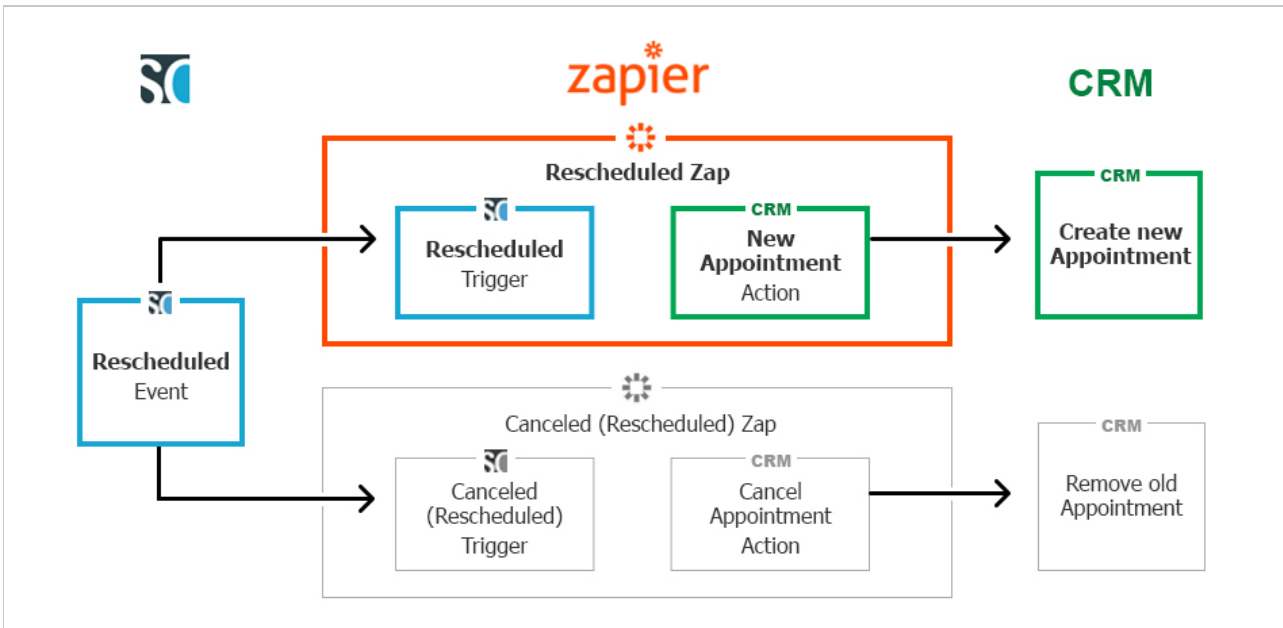 SC
zapier
CRM
Rescheduled Zap
SC
Rescheduled
Trigger
CRM
New
Appointment
Action
CRM
Create new
Appointment
SC
Rescheduled
Event
Canceled (Rescheduled) Zap
SC
Canceled
(Rescheduled)
Trigger
CRM
Cancel
Appointment
Action
CRM
Remove old
Appointment